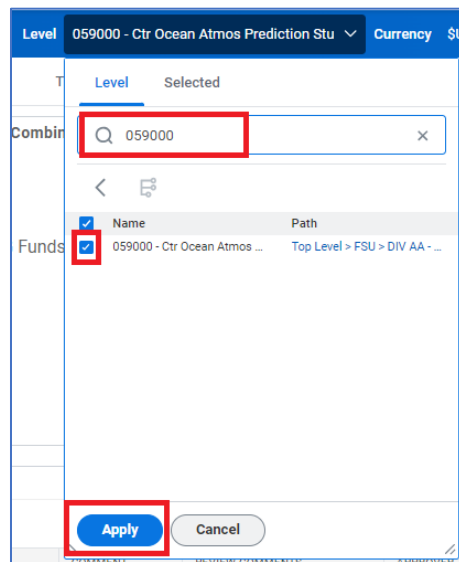 Level 059000 - Ctr Ocean Atmos Prediction Stu Currency
T Level Selected
Combin
059000
Name Path
Funds 059000 - Ctr Ocean Atmos ... Top Level > FSU > DIV AA - ...
Apply Cancel